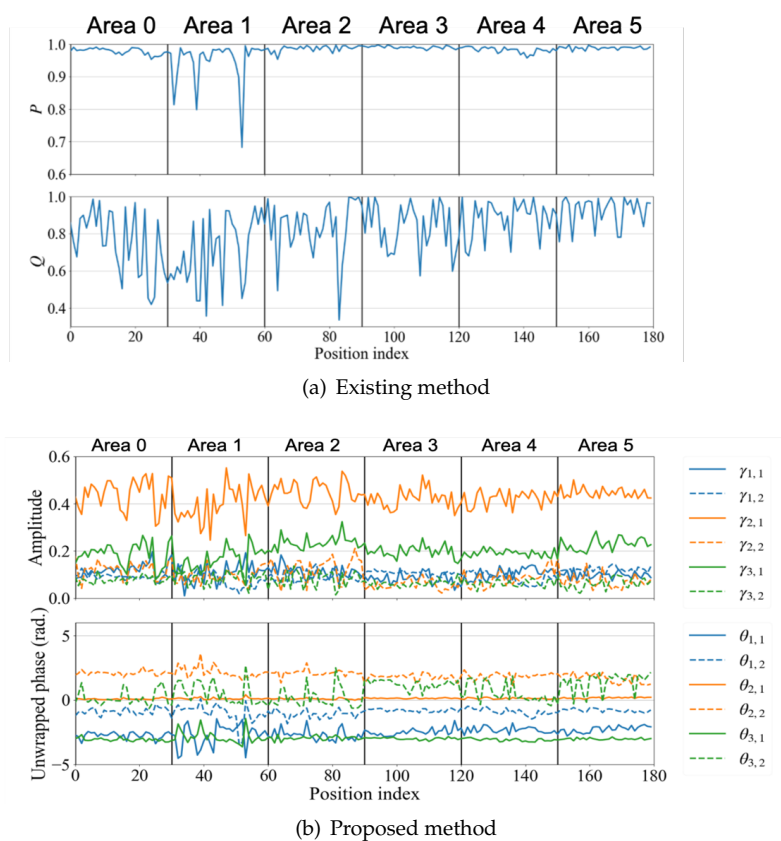 Area 0 Area 1 Area 2 Area 3 Area 4 Area 5
1.0
0.9
P
0.8
0.7
0.6
1.0
0.8
Q
0.6
0.4
0 20 40 60 80 100 120 140 160 180
Position index
(a) Existing method
Area 0 Area 1 Area 2 Area 3 Area 4 Area 5
0.6
0.4
Amplitude
0.2
0.0
γ1, 1
γ1, 2
γ2, 1
γ2, 2
γ3, 1
γ3, 2
5
0
Unwrapped phase (rad.)
−5
0 20 40 60 80 100 120 140 160 180
Position index
θ1, 1
θ1, 2
θ2, 1
θ2, 2
θ3, 1
θ3, 2
(b) Proposed method